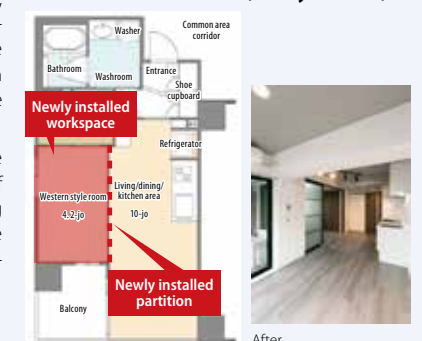 Common area
corridor
Washer
Bathroom
Washroom
Entrance
Shoe
cupboard
Newly installed
workspace
Refrigerator
Western style room
4.2-jo
Living/dining/
kitchen area
10-jo
Newly installed
partition
Balcony
After